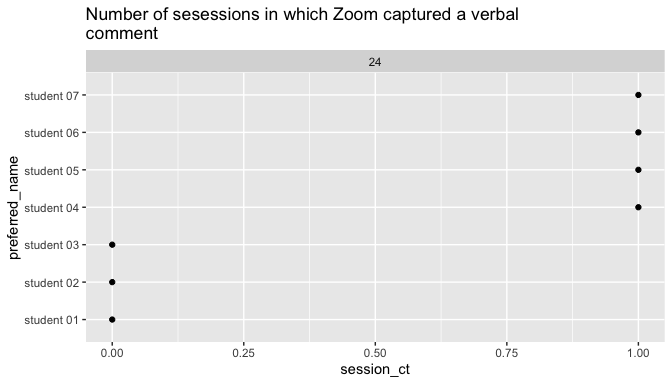 Number of sesessions in which Zoom captured a verbal
comment
24
student 07
student 06
student 05
student 04
student 03
student 02
student 01
preferred_name
0.00 0.25 0.50 0.75 1.00
session_ct